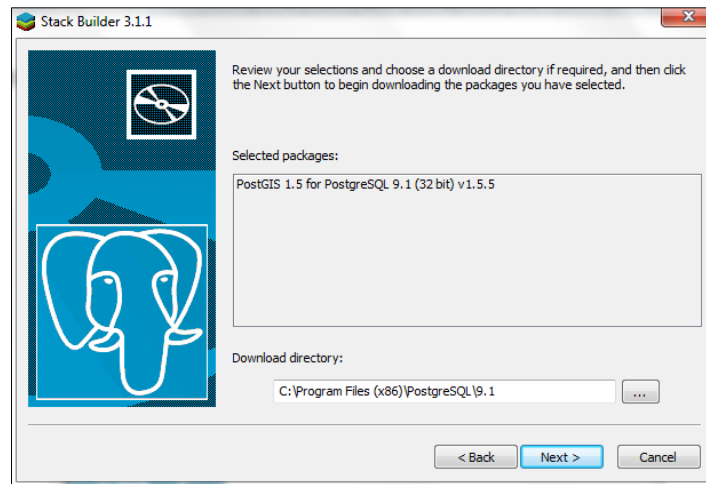 Stack Builder 3.1.1
Review your selections and choose a download directory if required, and then click
the Next button to begin downloading the packages you have selected.
Selected packages:
PostGIS 1.5 for PostgreSQL 9.1 (32 bit) v1.5.5
Download directory:
C:\Program Files (x86)\PostgreSQL\9.1
...
< Back
Next >
Cancel